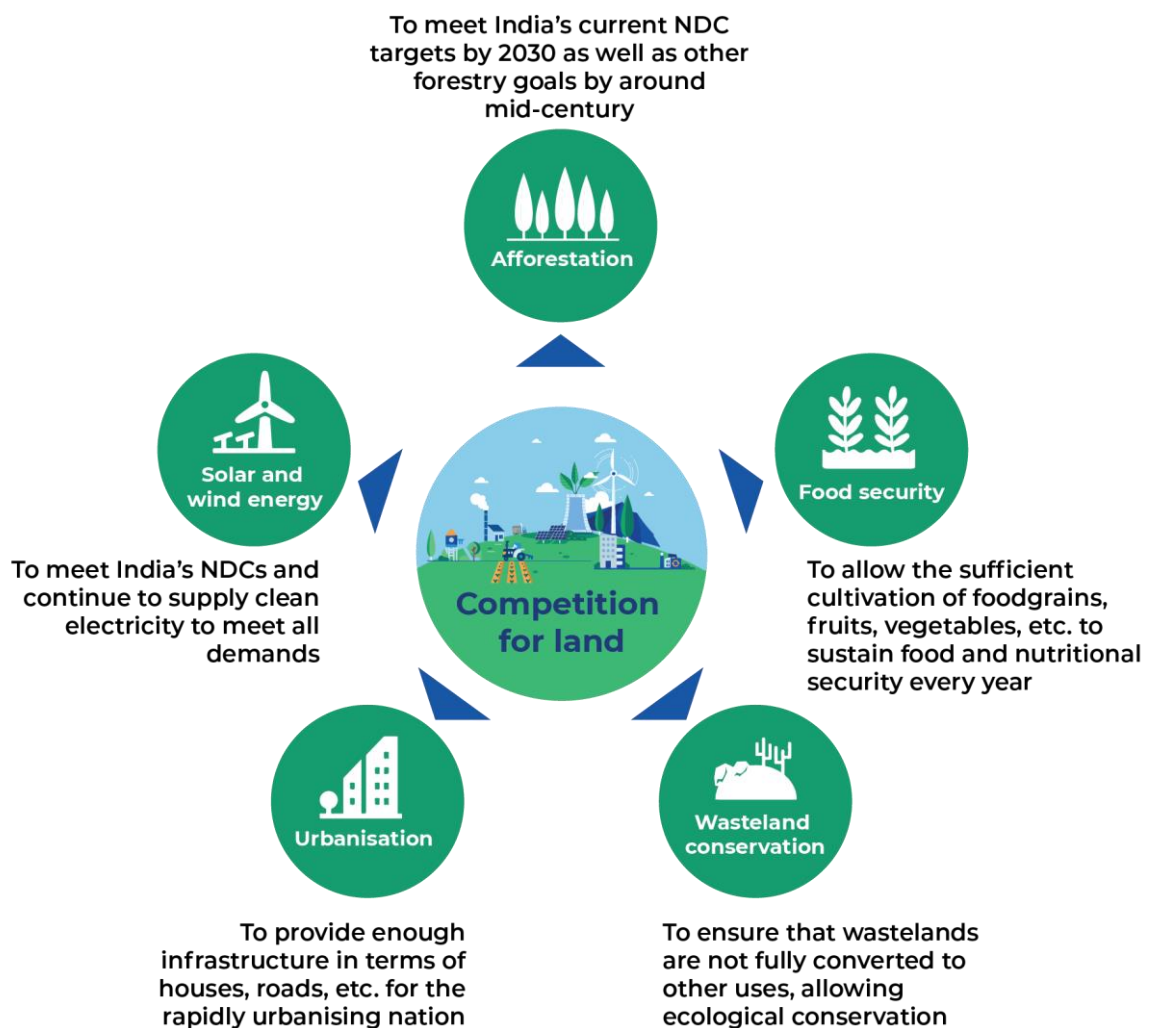 To meet India’s current NDC
targets by 2030 as well as other
forestry goals by around
mid-century
Afforestation
Solar and
wind energy
To meet India’s NDCs and
continue to supply clean
electricity to meet all
demands
Food security
To allow the sufficient
cultivation of foodgrains,
fruits, vegetables, etc. to
sustain food and nutritional
security every year
Competition
for land
Urbanisation
To provide enough
infrastructure in terms of
houses, roads, etc. for the
rapidly urbanising nation
Wasteland
conservation
To ensure that wastelands
are not fully converted to
other uses, allowing
ecological conservation